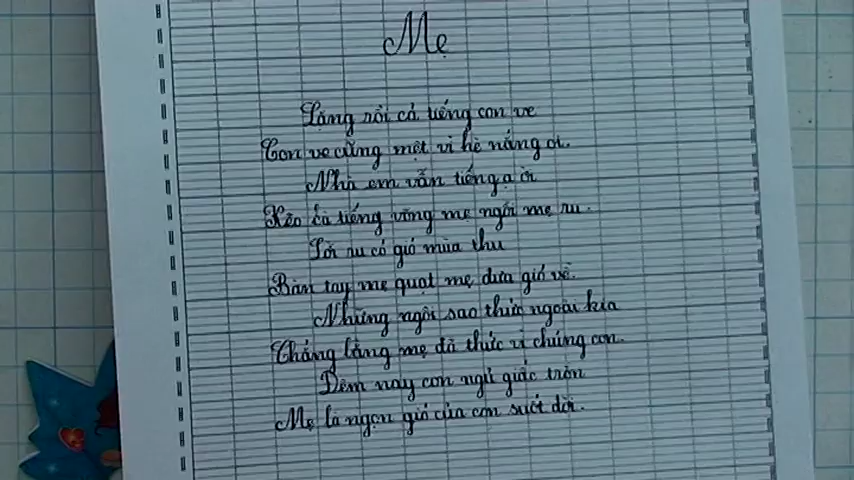 Mẹ
Lặng rồi cả tiếng con ve
Con ve cũng mệt vì hè nắng oi.
Nhà em vẫn tiếng ạ ời
Kẽo cà tiếng võng mẹ ngồi mẹ ru.
Lời ru có gió mùa thu
Bàn tay mẹ quạt mẹ đưa gió về.
Những ngôi sao thức ngoài kia
Chẳng bằng mẹ đã thức vì chúng con.
Đêm nay con ngủ giấc tròn
Mẹ là ngọn gió của con suốt đời.